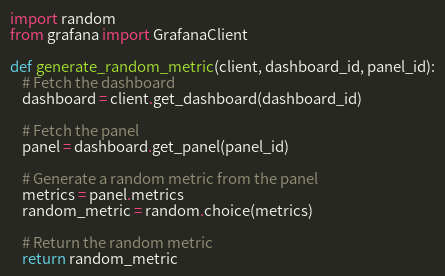 import random
from grafana import GrafanaClient

def generate_random_metric(client, dashboard_id, panel_id):
    # Fetch the dashboard
    dashboard = client.get_dashboard(dashboard_id)

    # Fetch the panel
    panel = dashboard.get_panel(panel_id)

    # Generate a random metric from the panel
    metrics = panel.metrics
    random_metric = random.choice(metrics)

    # Return the random metric
    return random_metric